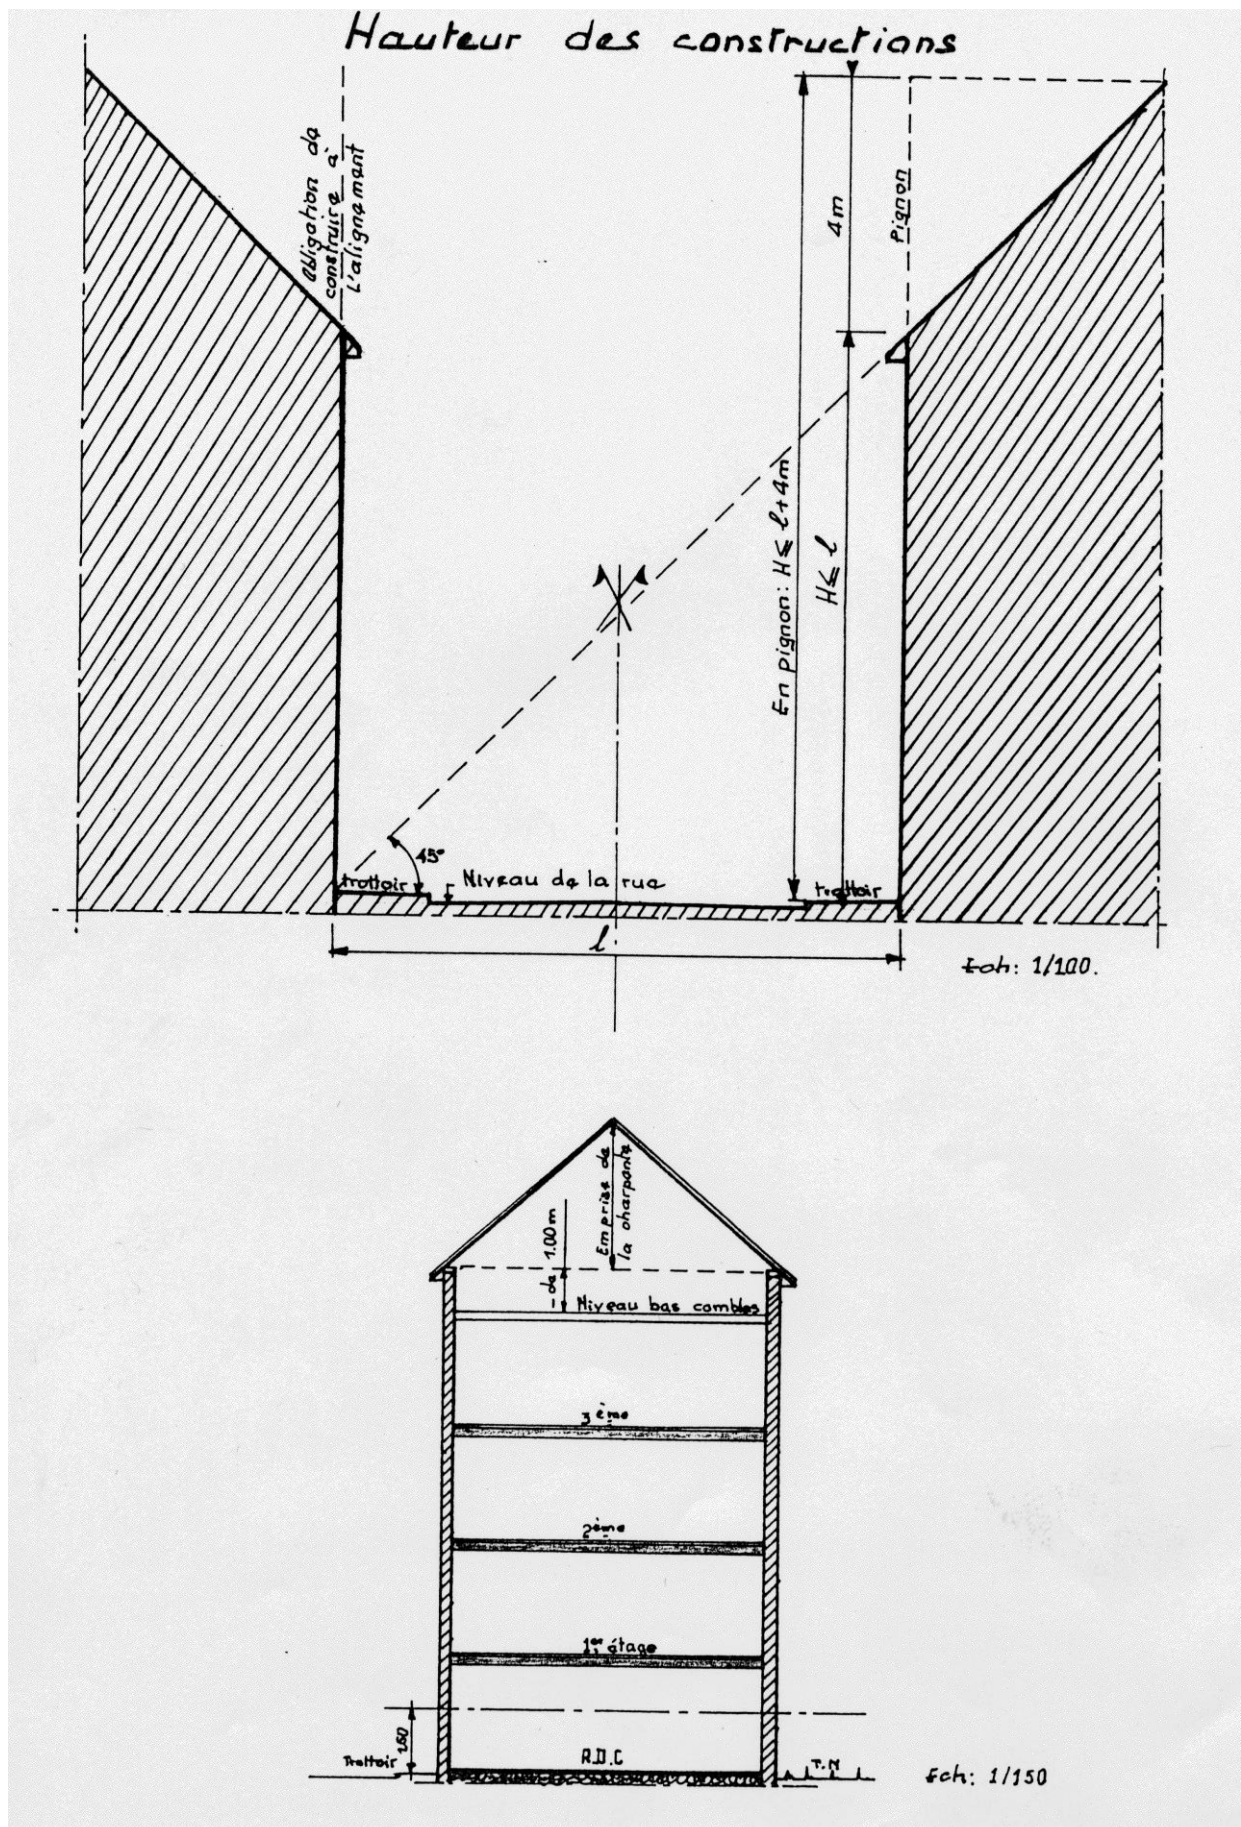 Hauteur des constructions
Obligation de
construire à
L'alignement
4m
Pignon
En pignon: H≤ l+4m
H≤ l
45°
trottoir
Niveau de la rue
trottoir
l
Ech: 1/100.
Emprise de
la charpente
- de 1.00m
Niveau bas combles
3ème
2ème
1er étage
1.50
Trottoir
R.D.C
T.N
Ech: 1/150